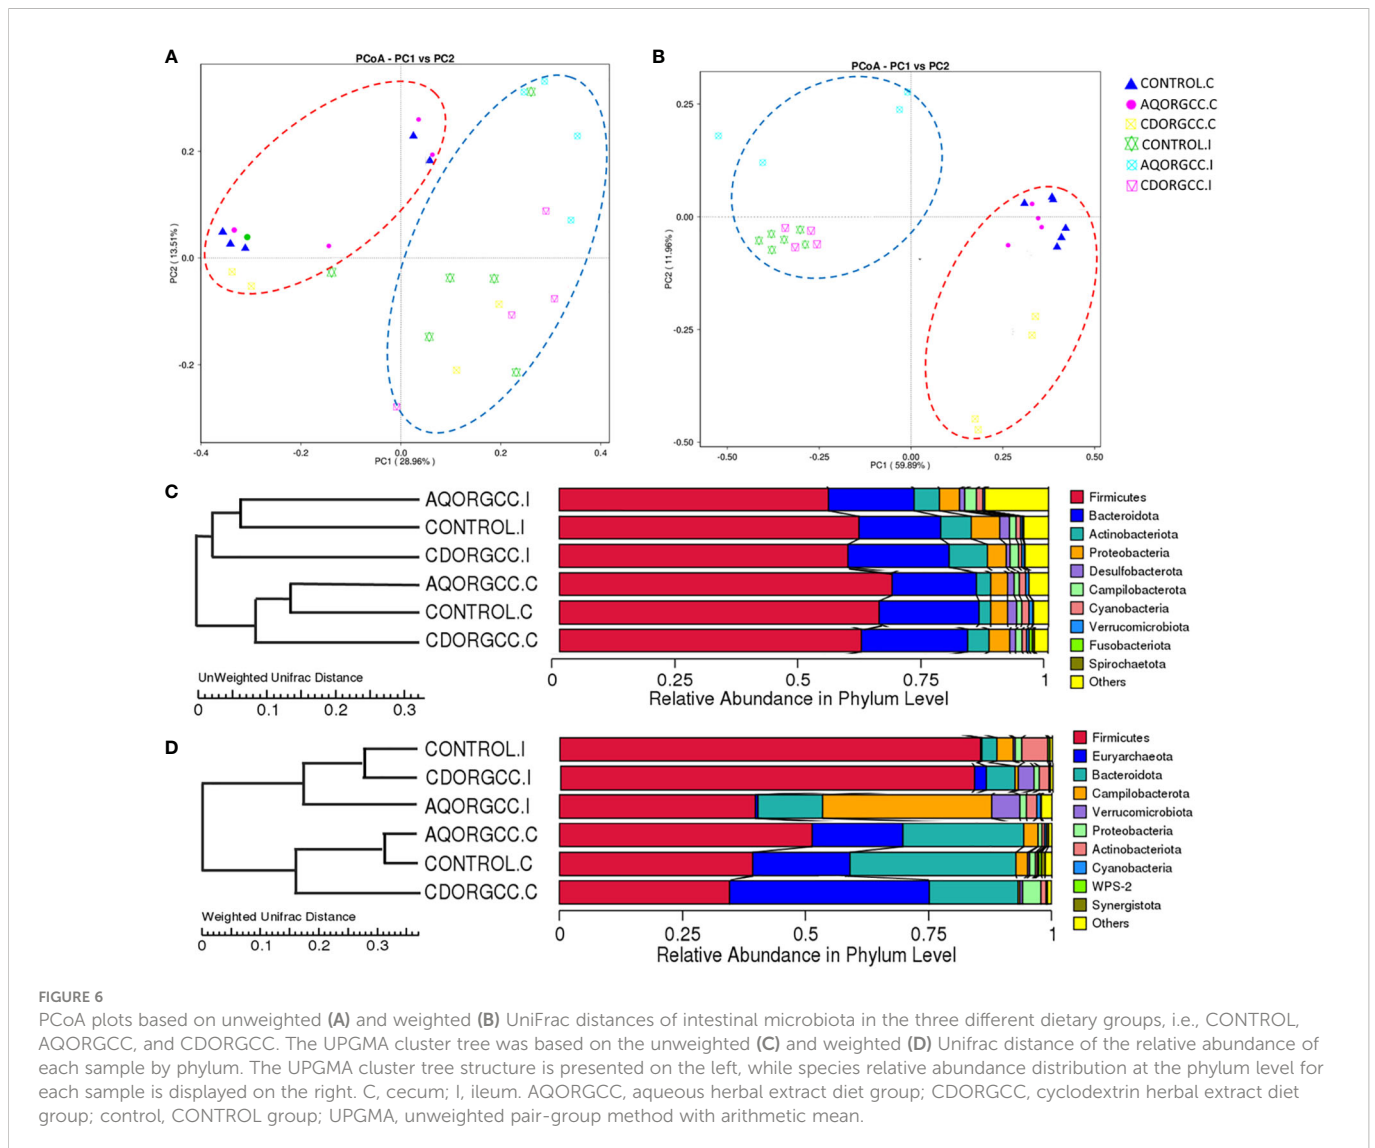 A
PCoA - PC1 vs PC2
PC2 ( 13.51%)
0.2
0.0
-0.2
-0.4
-0.2
0.0
0.2
0.4
PC1 ( 28.96%)
B
PCoA - PC1 vs PC2
PC2 ( 11.96%)
0.25
0.00
-0.25
-0.50
-0.50
-0.25
0.00
0.25
0.50
PC1 ( 59.89%)
CONTROL.C
AQORGCC.C
CDORGCC.C
CONTROL.I
AQORGCC.I
CDORGCC.I
C
AQORGCC.I
CONTROL.I
CDORGCC.I
AQORGCC.C
CONTROL.C
CDORGCC.C
UnWeighted Unifrac Distance
0 0.1 0.2 0.3
0 0.25 0.5 0.75 1
Relative Abundance in Phylum Level
Firmicutes
Bacteroidota
Actinobacteriota
Proteobacteria
Desulfobacterota
Campilobacterota
Cyanobacteria
Verrucomicrobiota
Fusobacteriota
Spirochaetota
Others
D
CONTROL.I
CDORGCC.I
AQORGCC.I
AQORGCC.C
CONTROL.C
CDORGCC.C
Weighted Unifrac Distance
0 0.1 0.2 0.3
0 0.25 0.5 0.75 1
Relative Abundance in Phylum Level
Firmicutes
Euryarchaeota
Bacteroidota
Campilobacterota
Verrucomicrobiota
Proteobacteria
Actinobacteriota
Cyanobacteria
WPS-2
Synergistota
Others
FIGURE 6
PCoA plots based on unweighted (A) and weighted (B) UniFrac distances of intestinal microbiota in the three different dietary groups, i.e., CONTROL,
AQORGCC, and CDORGCC. The UPGMA cluster tree was based on the unweighted (C) and weighted (D) Unifrac distance of the relative abundance of
each sample by phylum. The UPGMA cluster tree structure is presented on the left, while species relative abundance distribution at the phylum level for
each sample is displayed on the right. C, cecum; I, ileum. AQORGCC, aqueous herbal extract diet group; CDORGCC, cyclodextrin herbal extract diet
group; control, CONTROL group; UPGMA, unweighted pair-group method with arithmetic mean.